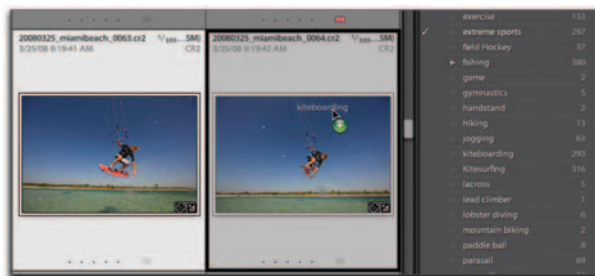 20080325_miamibeach_0063.cr2
3/25/08 9:19:41 AM CR2
20080325_miamibeach_0064.cr2
3/25/08 9:19:42 AM CR2
kiteboarding
exercise 133
extreme sports 297
field Hockey 37
fishing 380
game 2
gymnastics 5
handstand 2
hiking 13
jogging 63
kiteboarding 293
Kitesurfing 316
lacross 5
lead climber 1
lobster diving 6
mountain biking 2
paddle ball 8
parasail 69